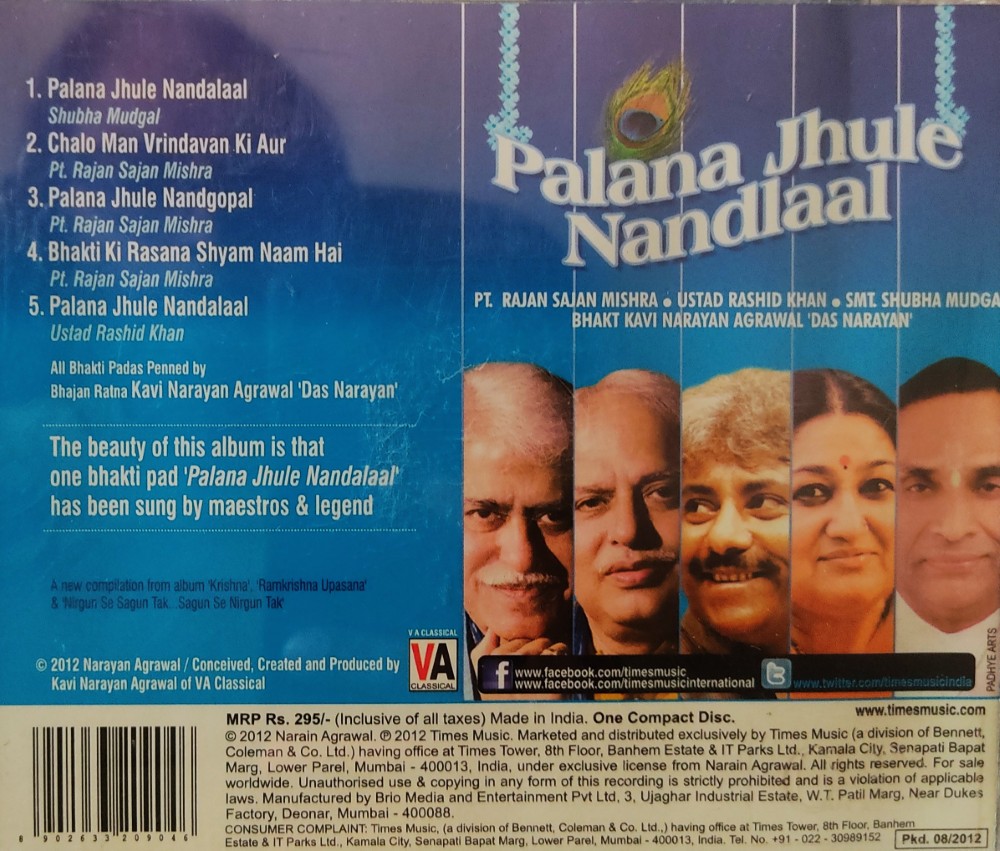 1. Palana Jhule Nandalaal
Shubha Mudgal
2. Chalo Man Vrindavan Ki Aur
Pt. Rajan Sajan Mishra
3. Palana Jhule Nandgopal
Pt. Rajan Sajan Mishra
4. Bhakti Ki Rasana Shyam Naam Hai
Pt. Rajan Sajan Mishra
5. Palana Jhule Nandalaal
Ustad Rashid Khan
All Bhakti Padas Penned by
Bhajan Ratna Kavi Narayan Agrawal 'Das Narayan'
The beauty of this album is that
one bhakti pad 'Palana Jhule Nandalaal'
has been sung by maestros & legend
A new compilation from album 'Krishna', 'Ramkrishna Upasana'
& 'Nirgun Se Sagun Tak...Sagun Se Nirgun Tak'
© 2012 Narayan Agrawal / Conceived, Created and Produced by
Kavi Narayan Agrawal of VA Classical
V A CLASSICAL
VA
CLASSICAL
Palana Jhule
Nandlaal
PT. RAJAN SAJAN MISHRA ● USTAD RASHID KHAN ● SMT. SHUBHA MUDGA
BHAKT KAVI NARAYAN AGRAWAL 'DAS NARAYAN'
f www.facebook.com/timesmusic
www.facebook.com/timesmusicinternational
t www.twitter.com/timesmusicindia
PADHYE ARTS
www.timesmusic.com
MRP Rs. 295/- (Inclusive of all taxes) Made in India. One Compact Disc.
© 2012 Narain Agrawal. ℗ 2012 Times Music. Marketed and distributed exclusively by Times Music (a division of Bennett,
Coleman & Co. Ltd.) having office at Times Tower, 8th Floor, Banhem Estate & IT Parks Ltd., Kamala City, Senapati Bapat
Marg, Lower Parel, Mumbai - 400013, India, under exclusive license from Narain Agrawal. All rights reserved. For sale
worldwide. Unauthorised use & copying in any form of this recording is strictly prohibited and is a violation of applicable
laws. Manufactured by Brio Media and Entertainment Pvt Ltd, 3, Ujaghar Industrial Estate, W.T. Patil Marg, Near Dukes
Factory, Deonar, Mumbai - 400088.
CONSUMER COMPLAINT: Times Music, (a division of Bennett, Coleman & Co. Ltd.,) having office at Times Tower, 8th Floor, Banhem
Estate & IT Parks Ltd., Kamala City, Senapati Bapat Marg, Lower Parel, Mumbai - 400013, India. Tel. No. +91 - 022 - 30989152
Pkd. 08/2012
8 902633 209046